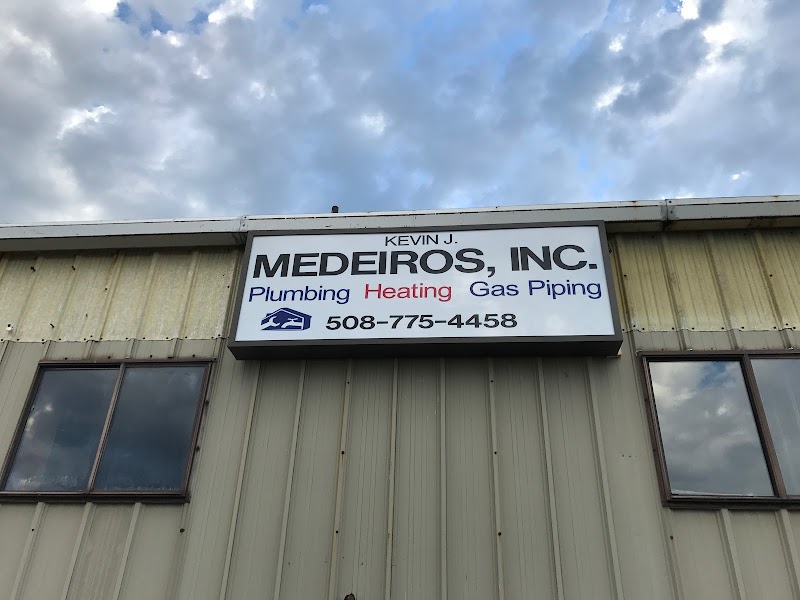 KEVIN J.
MEDEIROS, INC.
Plumbing Heating Gas Piping
508-775-4458